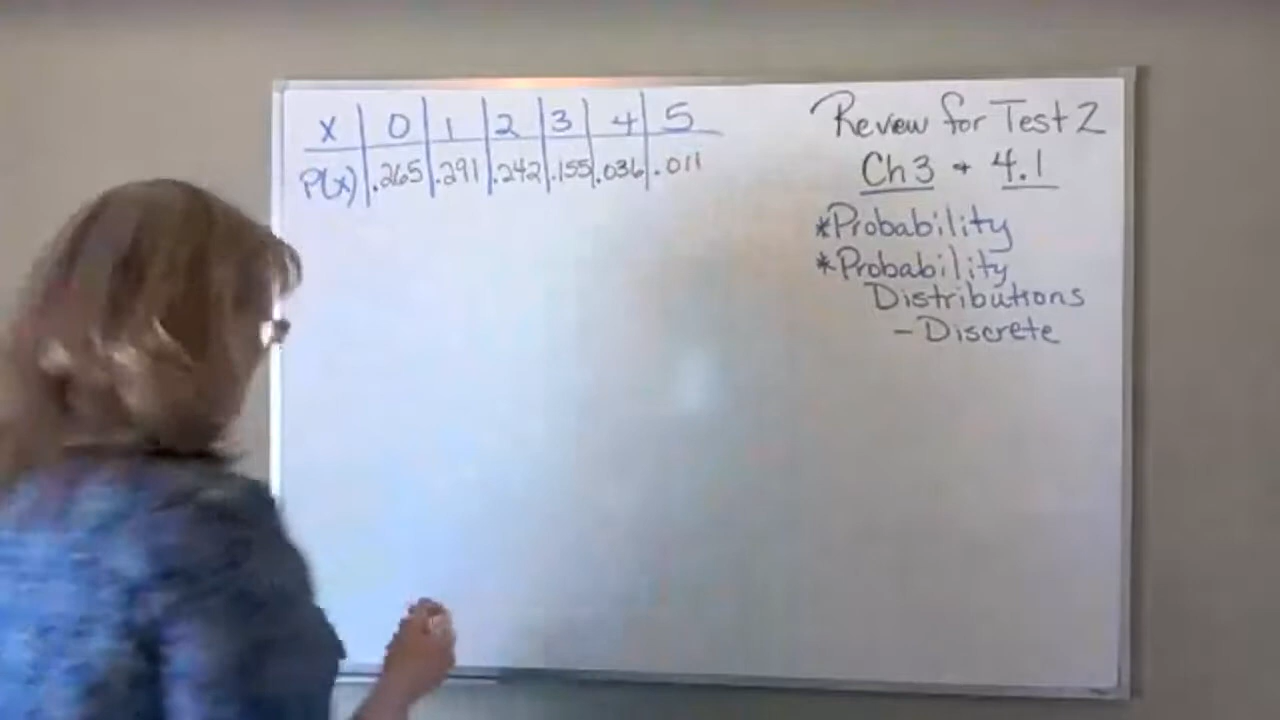 x 0 1 2 3 4 5
P(x) .265 .291 .242 .155 .036 .011
Review for Test 2
Ch 3 + 4.1
*Probability
*Probability
Distributions
- Discrete